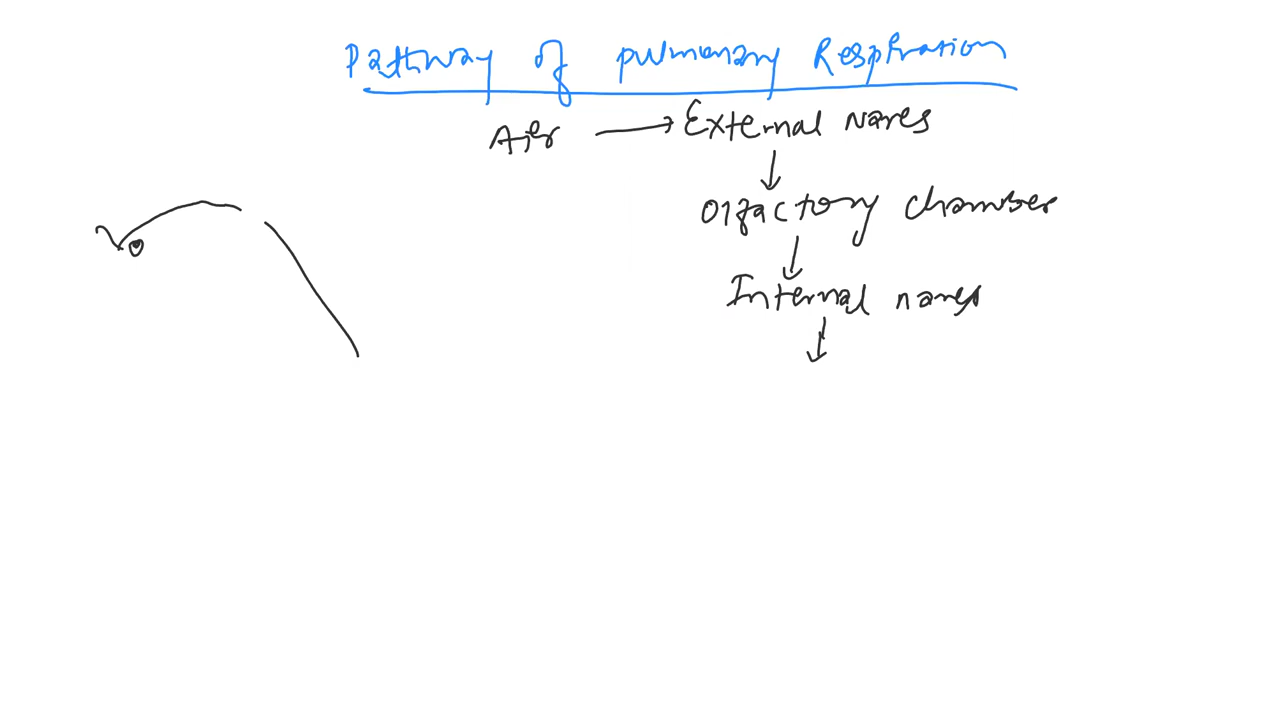 Pathway of pulmonary Respiration
Air → External Nares
↓
Olfactory chamber
↓
Internal nares
↓